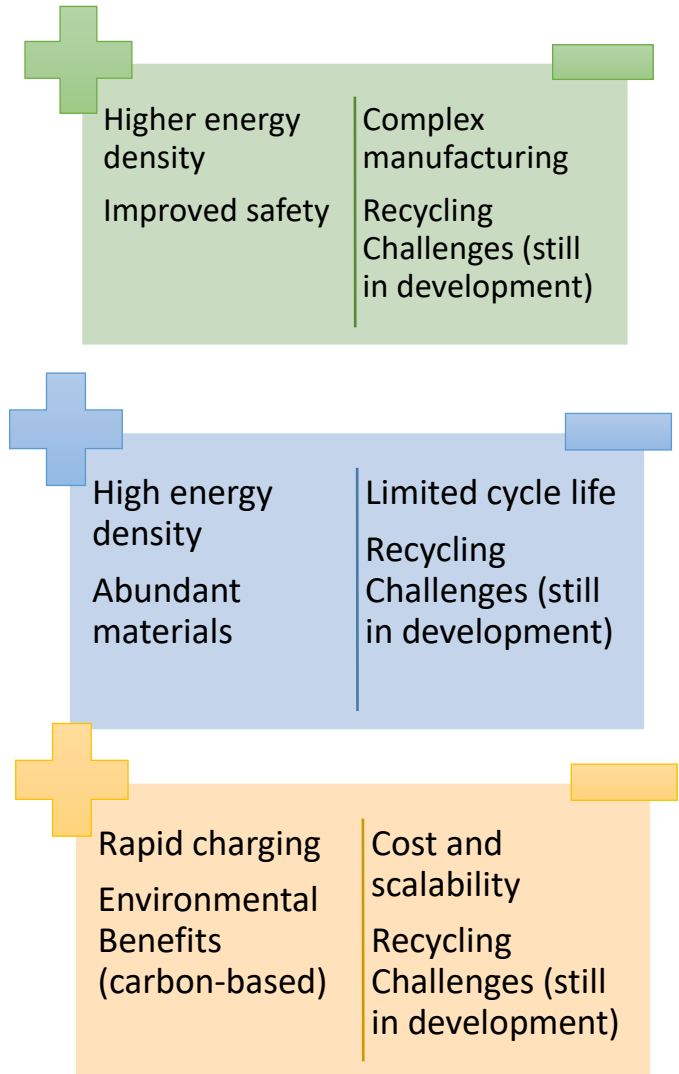 Higher energy
density
Improved safety
Complex
manufacturing
Recycling
Challenges (still
in development)
High energy
density
Abundant
materials
Limited cycle life
Recycling
Challenges (still
in development)
Rapid charging
Environmental
Benefits
(carbon-based)
Cost and
scalability
Recycling
Challenges (still
in development)